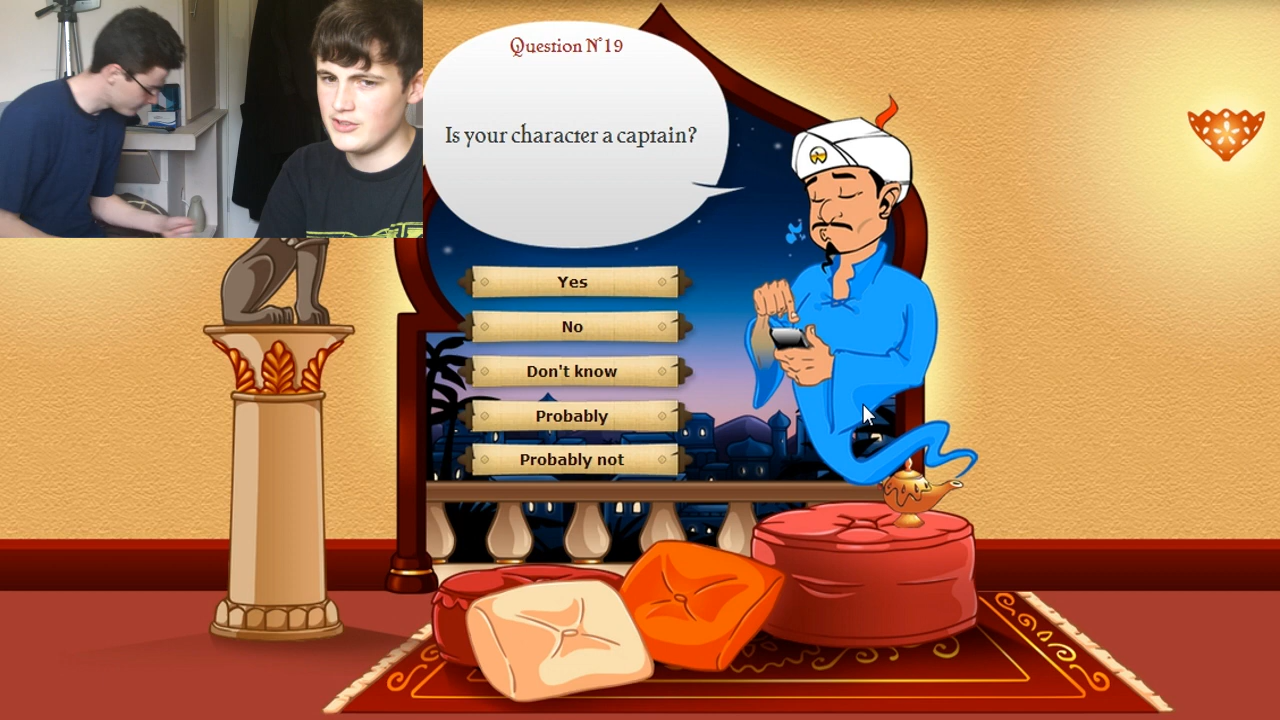 Question N°19
Is your character a captain?
Yes
No
Don't know
Probably
Probably not